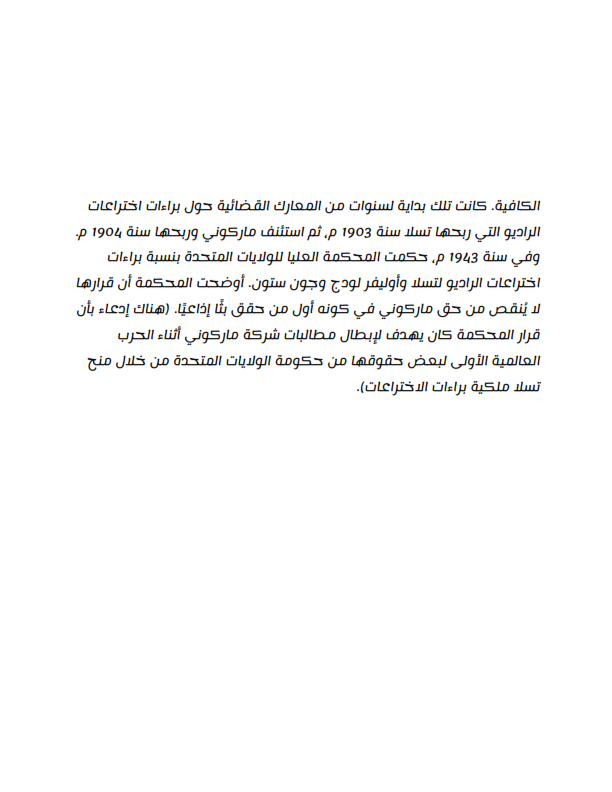 الكافية. كانت تلك بداية لسنوات من المعارك القضائية حول براءات اختراعات
الراديو التي ربحها تسلا سنة 1903 م، ثم استئنف ماركوني وربحها سنة 1904 م.
وفي سنة 1943 م، حكمت المحكمة العليا للولايات المتحدة بنسبة براءات
اختراعات الراديو لتسلا وأوليفر لودج وجون ستون. أوضحت المحكمة أن قرارها
لا يُنقص من حق ماركوني في كونه أول من حقق بثًا إذاعيًا. (هناك إدعاء بأن
قرار المحكمة كان يهدف لإبطال مطالبات شركة ماركوني أثناء الحرب
العالمية الأولى لبعض حقوقها من حكومة الولايات المتحدة من خلال منح
تسلا ملكية براءات الاختراعات).